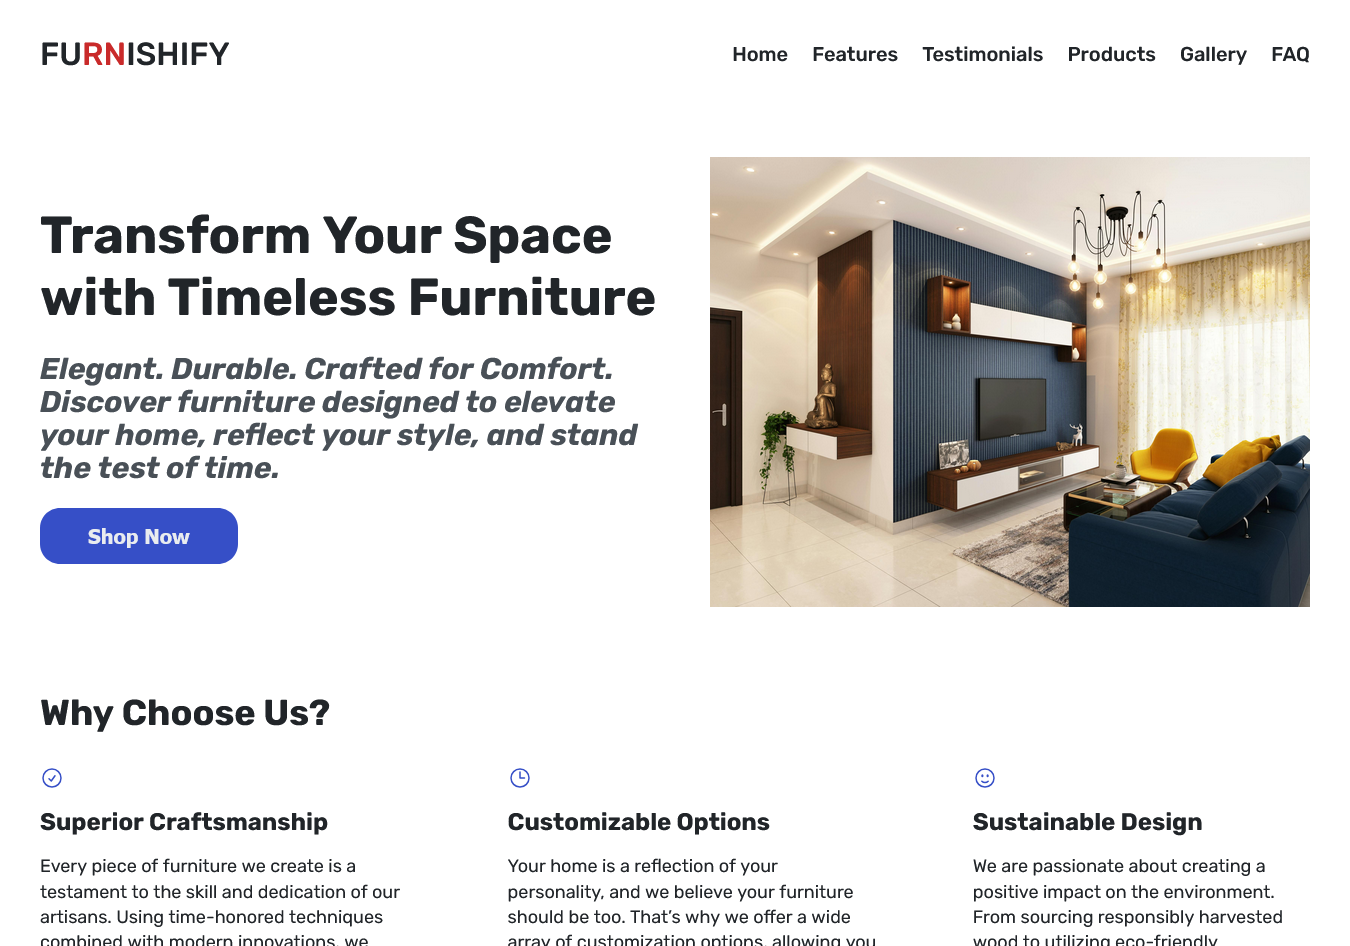 FURNISHIFY
Home Features Testimonials Products Gallery FAQ
Transform Your Space
with Timeless Furniture
Elegant. Durable. Crafted for Comfort.
Discover furniture designed to elevate
your home, reflect your style, and stand
the test of time.
Shop Now
Why Choose Us?
Superior Craftsmanship
Every piece of furniture we create is a
testament to the skill and dedication of our
artisans. Using time-honored techniques
combined with modern innovations, we
Customizable Options
Your home is a reflection of your
personality, and we believe your furniture
should be too. That’s why we offer a wide
array of customization options, allowing you
Sustainable Design
We are passionate about creating a
positive impact on the environment.
From sourcing responsibly harvested
wood to utilizing eco-friendly